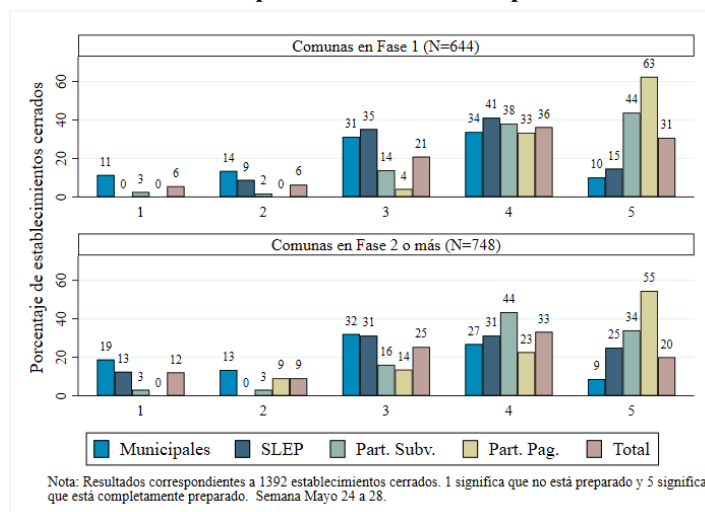 Comunas en Fase 1 (N=644)
Porcentaje de establecimientos cerrados
60
40
20
0
11 0 3 0 6
14 9 2 0 6
31 35 14 4 21
34 41 38 33 36
10 15 44 63 31
1 2 3 4 5
Comunas en Fase 2 o más (N=748)
60
40
20
0
19 13 3 0 12
13 0 3 9 9
32 31 16 14 25
27 31 44 23 33
9 25 34 55 20
1 2 3 4 5
Municipales SLEP Part. Subv. Part. Pag. Total
Nota: Resultados correspondientes a 1392 establecimientos cerrados. 1 significa que no está preparado y 5 significa
que está completamente preparado. Semana Mayo 24 a 28.